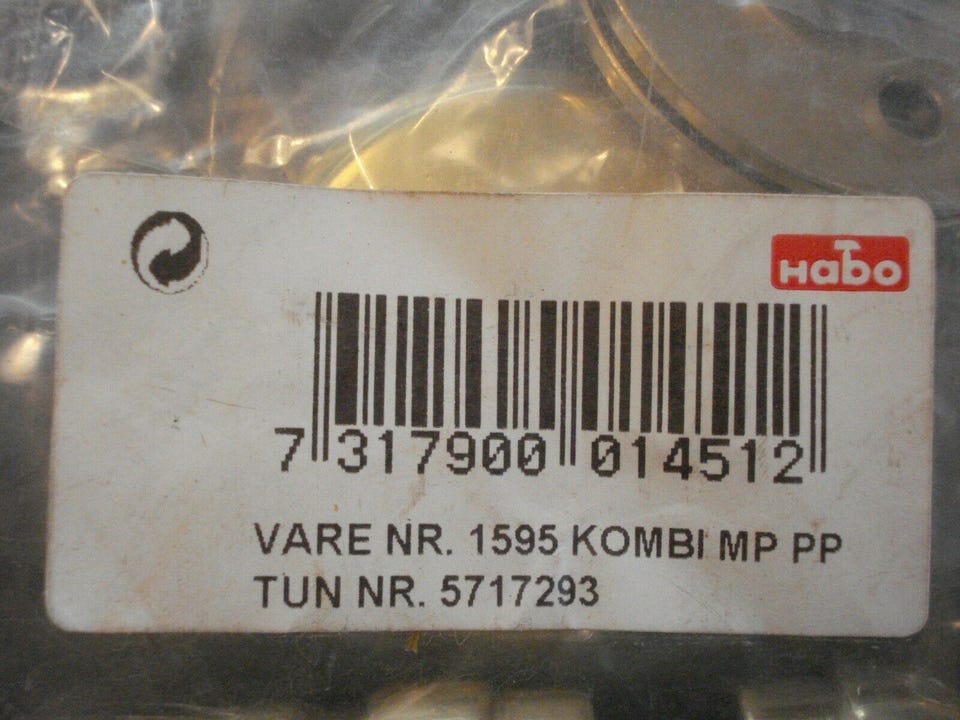 Habo
7 317900 014512
VARE NR. 1595 KOMBI MP PP
TUN NR. 5717293